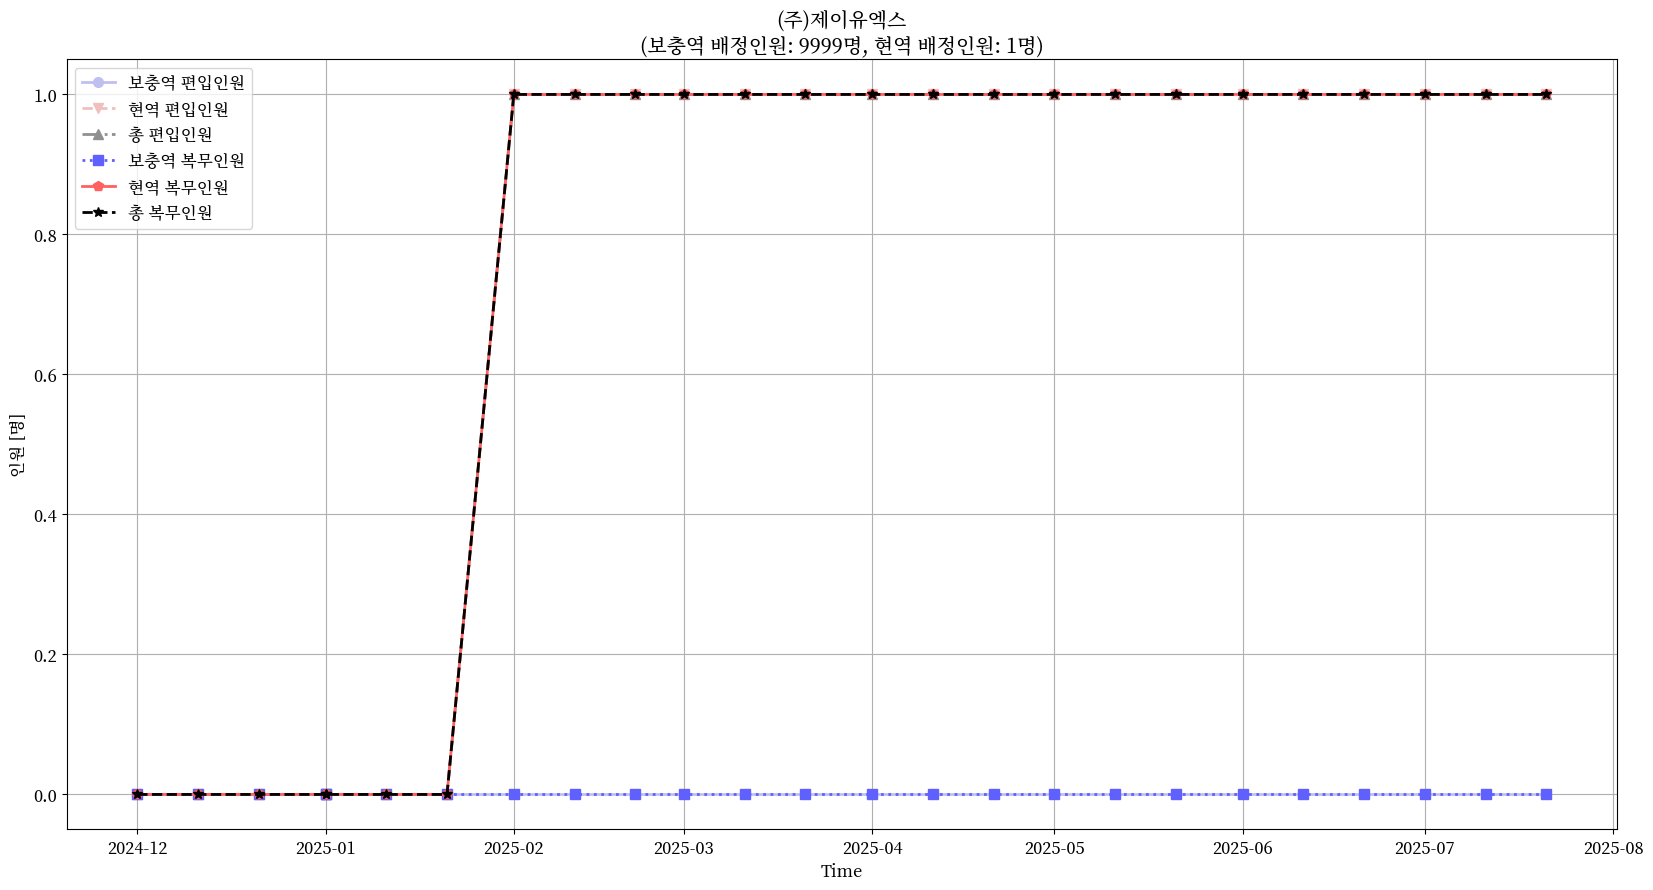 (주)제이유엑스
(보충역 배정인원: 9999명, 현역 배정인원: 1명)
보충역 편입인원
현역 편입인원
총 편입인원
보충역 복무인원
현역 복무인원
총 복무인원
1.0
0.8
0.6
0.4
0.2
0.0
인원 [명]
2024-12
2025-01
2025-02
2025-03
2025-04
2025-05
2025-06
2025-07
2025-08
Time